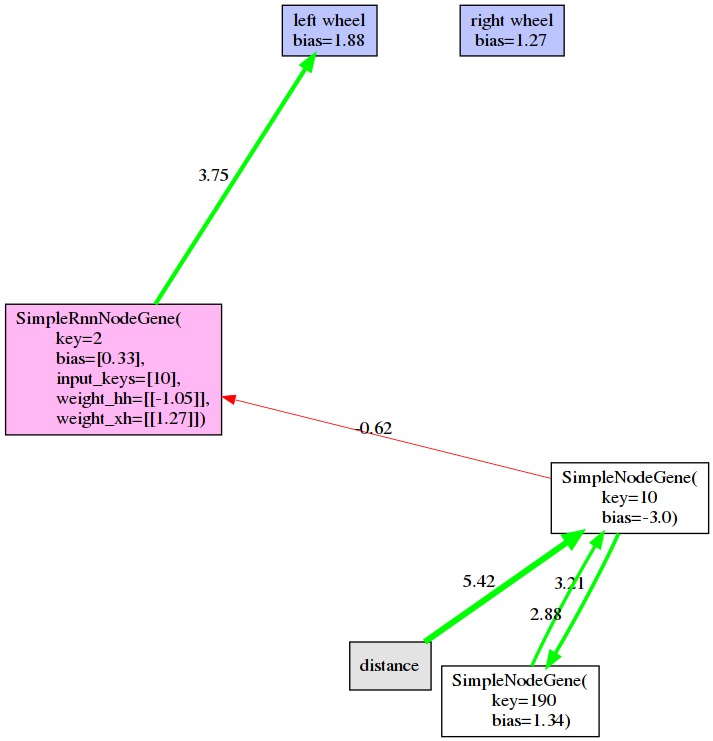 left wheel
bias=1.88
right wheel
bias=1.27
3.75
SimpleRnnNodeGene(
key=2
bias=[0.33],
input_keys=[10],
weight_hh=[[-1.05]],
weight_xh=[[1.27]])
-0.62
SimpleNodeGene(
key=10
bias=-3.0)
5.42
3.21
2.88
distance
SimpleNodeGene(
key=190
bias=1.34)